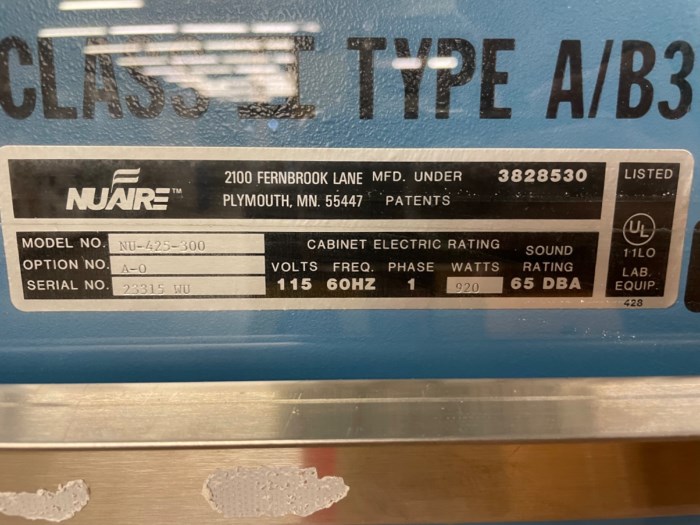 CLASS II TYPE A/B3
NUAIRE™
2100 FERNBROOK LANE
PLYMOUTH, MN. 55447
MFD. UNDER
PATENTS
3828530
LISTED
UL
11L0
LAB.
EQUIP.
428
MODEL NO. NU-425-300
OPTION NO. A-0
SERIAL NO. 23315 WU
CABINET ELECTRIC RATING
VOLTS FREQ. PHASE WATTS
115 60HZ 1 920
SOUND
RATING
65 DBA